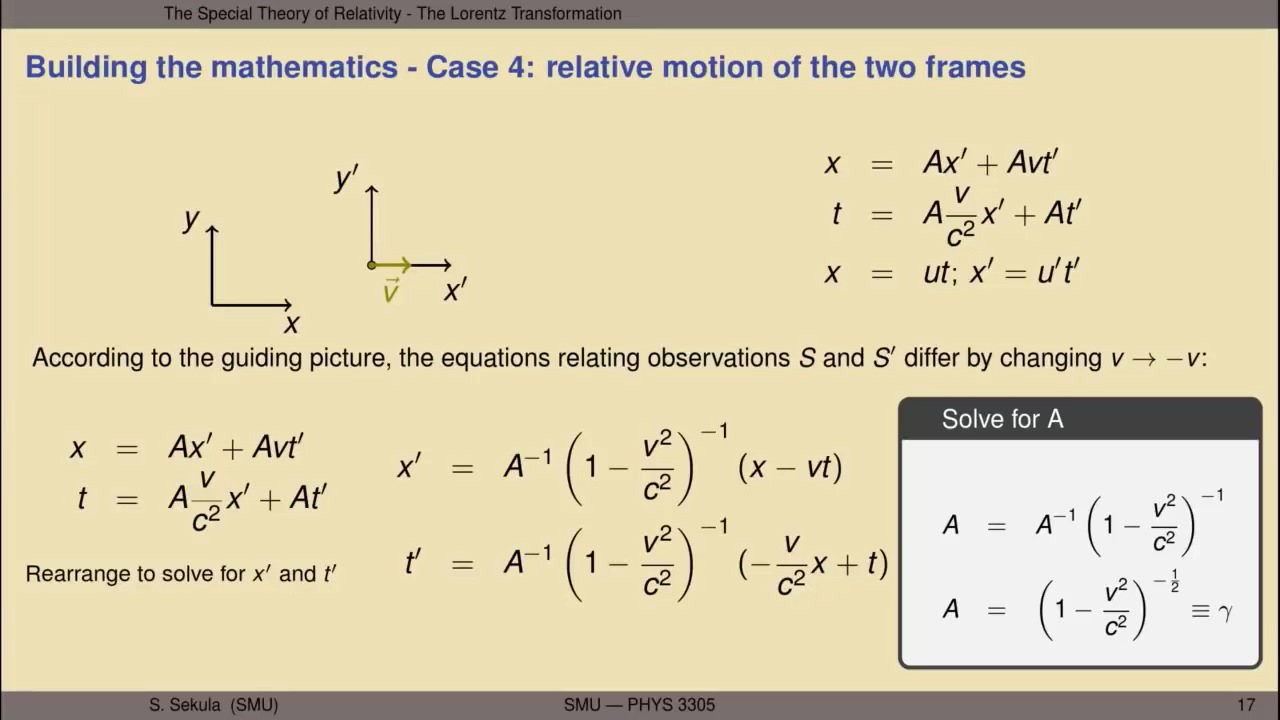 The Special Theory of Relativity - The Lorentz Transformation
Building the mathematics - Case 4: relative motion of the two frames
y
x
y′
x′
v⃗
x = Ax′ + Avt′
t = A v/c² x′ + At′
x = ut; x′ = u′t′
According to the guiding picture, the equations relating observations S and S′ differ by changing v → −v:
x = Ax′ + Avt′
t = A v/c² x′ + At′
Rearrange to solve for x′ and t′
x′ = A⁻¹ (1 − v²/c²)⁻¹ (x − vt)
t′ = A⁻¹ (1 − v²/c²)⁻¹ (− v/c² x + t)
Solve for A
A = A⁻¹ (1 − v²/c²)⁻¹
A = (1 − v²/c²)^(−1/2) ≡ γ
S. Sekula (SMU)
SMU — PHYS 3305
17